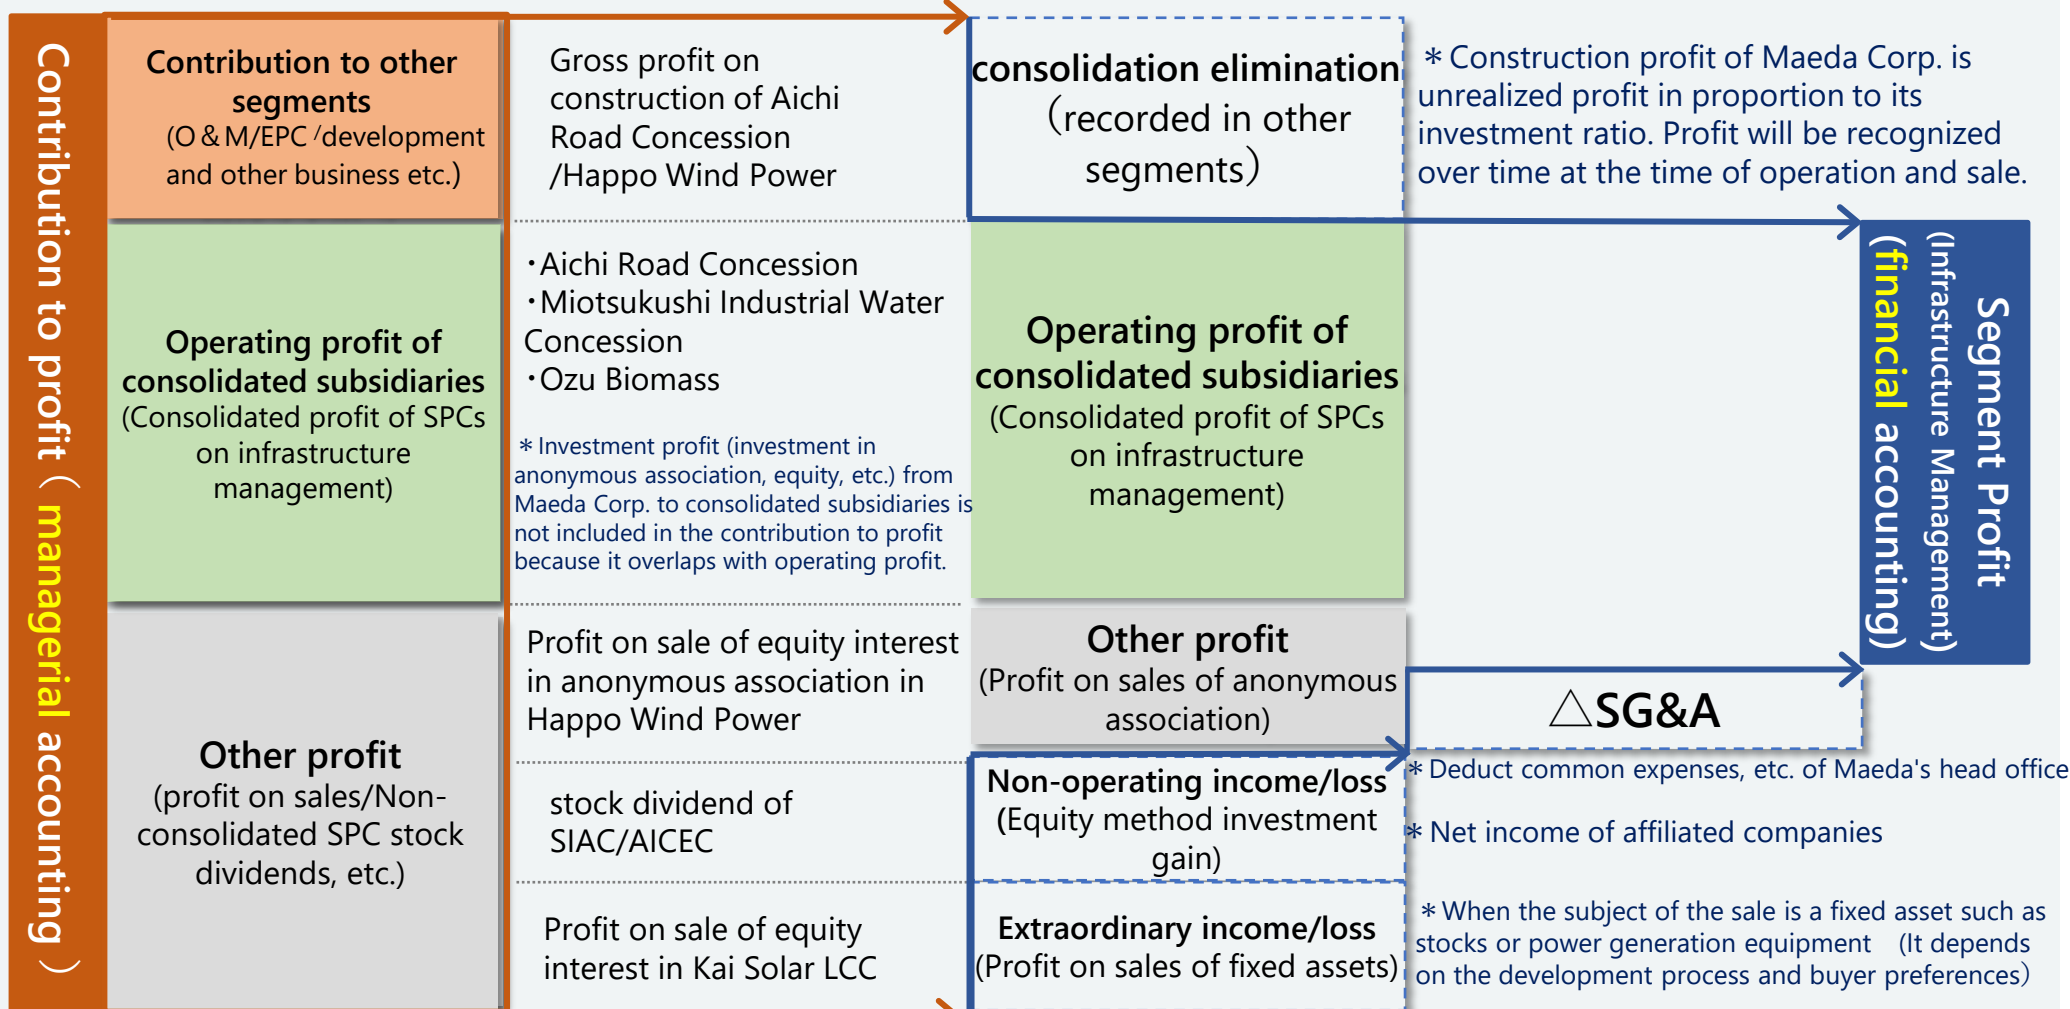 Contribution to profit（managerial accounting）
Contribution to other
segments
(O＆M/EPC /development
and other business etc.)
Gross profit on
construction of Aichi
Road Concession
/Happo Wind Power
consolidation elimination
（recorded in other
segments）
＊Construction profit of Maeda Corp. is
unrealized profit in proportion to its
investment ratio. Profit will be recognized
over time at the time of operation and sale.
Operating profit of
consolidated subsidiaries
(Consolidated profit of SPCs
on infrastructure
management)
・Aichi Road Concession
・Miotsukushi Industrial Water
Concession
・Ozu Biomass
＊Investment profit (investment in
anonymous association, equity, etc.) from
Maeda Corp. to consolidated subsidiaries is
not included in the contribution to profit
because it overlaps with operating profit.
Operating profit of
consolidated subsidiaries
(Consolidated profit of SPCs
on infrastructure
management)
Segment Profit
(Infrastructure Management)
(financial accounting)
Other profit
(profit on sales/Non-
consolidated SPC stock
dividends, etc.)
Profit on sale of equity interest
in anonymous association in
Happo Wind Power
Other profit
(Profit on sales of anonymous
association)
△SG&A
＊Deduct common expenses, etc. of Maeda's head office
stock dividend of
SIAC/AICEC
Non-operating income/loss
(Equity method investment
gain)
＊Net income of affiliated companies
Profit on sale of equity
interest in Kai Solar LCC
Extraordinary income/loss
(Profit on sales of fixed assets)
＊When the subject of the sale is a fixed asset such as
stocks or power generation equipment　(It depends
on the development process and buyer preferences）